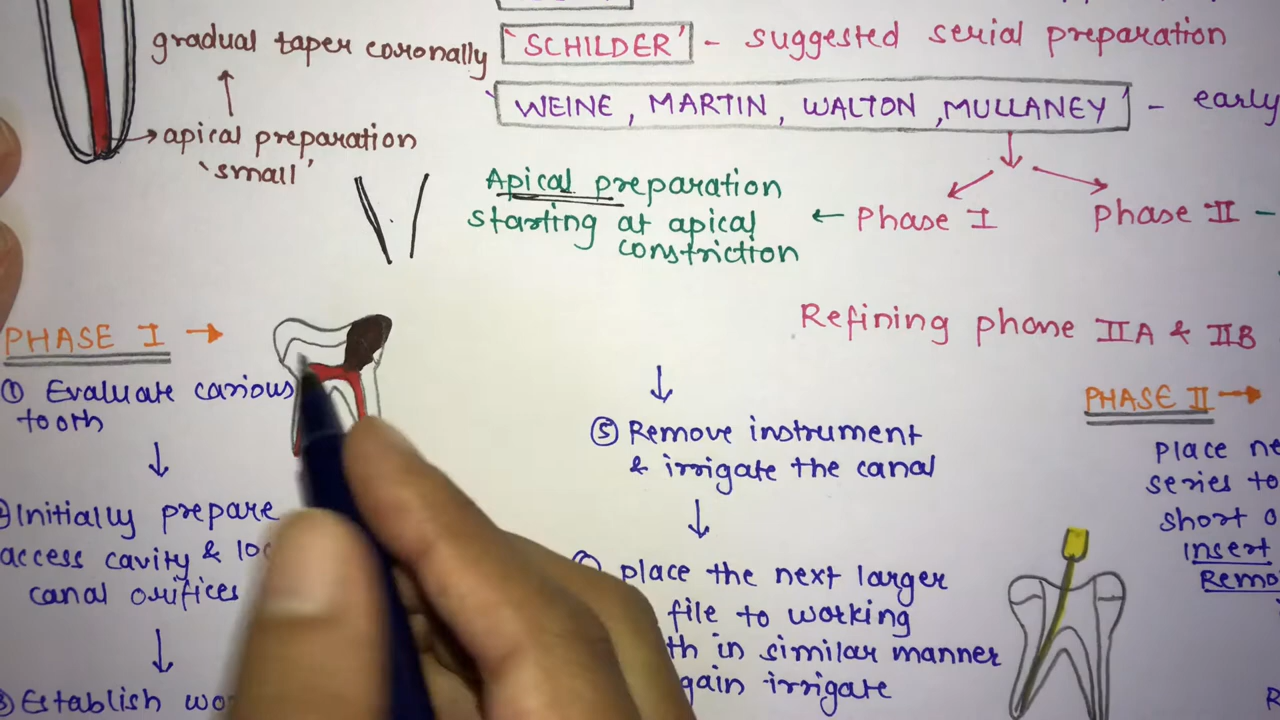 gradual taper coronally
→ apical preparation
'small'
'SCHILDER' - suggested serial preparation
'WEINE, MARTIN, WALTON, MULLANEY' - early
Apical preparation
starting at apical
constriction
← Phase I
Phase II -
Refining phone IIA & IIB
PHASE I →
① Evaluate carious
tooth
Initially prepare
access cavity &
canal orifices
③ Establish
⑤ Remove instrument
& irrigate the canal
place the next larger
file to working
in similar manner
irrigate
PHASE II →
Place
series to
short
insert